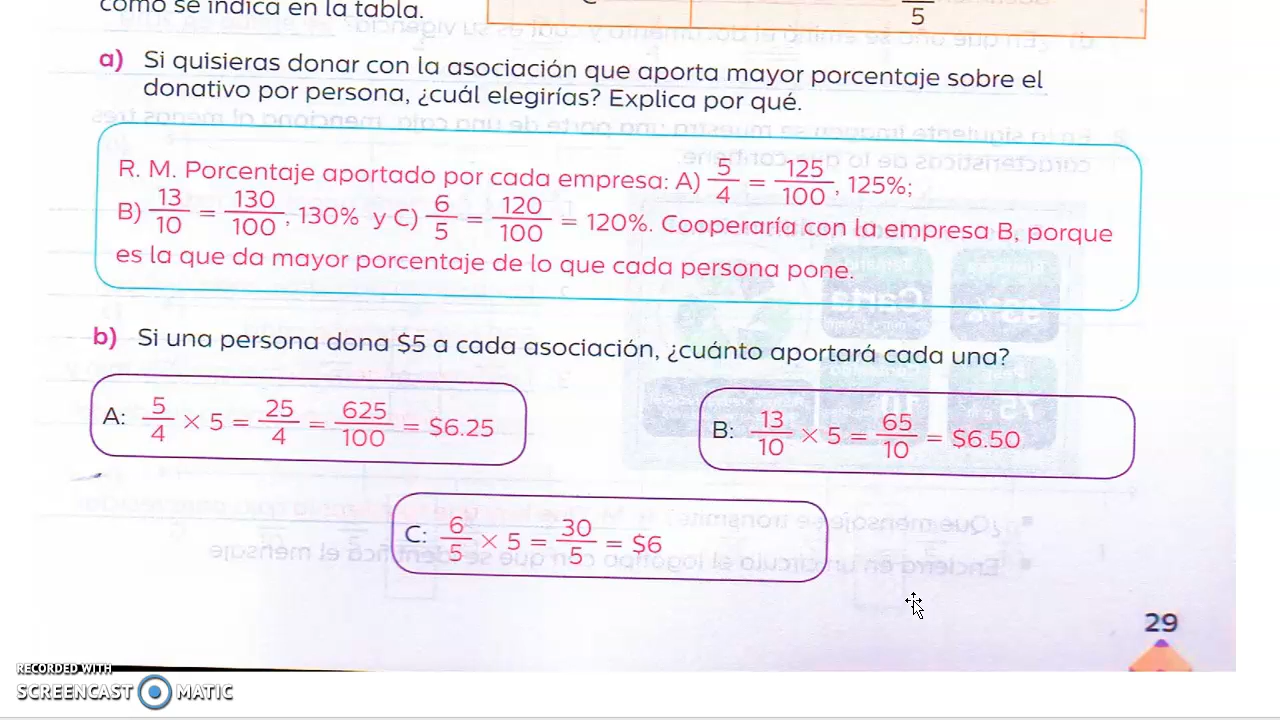 como se indica en la tabla.
5
a) Si quisieras donar con la asociación que aporta mayor porcentaje sobre el
donativo por persona, ¿cuál elegirías? Explica por qué.
R. M. Porcentaje aportado por cada empresa: A) 5/4 = 125/100, 125%;
B) 13/10 = 130/100, 130% y C) 6/5 = 120/100 = 120%. Cooperaría con la empresa B, porque
es la que da mayor porcentaje de lo que cada persona pone.
b) Si una persona dona $5 a cada asociación, ¿cuánto aportará cada una?
A: 5/4 × 5 = 25/4 = 625/100 = $6.25
B: 13/10 × 5 = 65/10 = $6.50
C: 6/5 × 5 = 30/5 = $6
29
RECORDED WITH
SCREENCAST MATIC